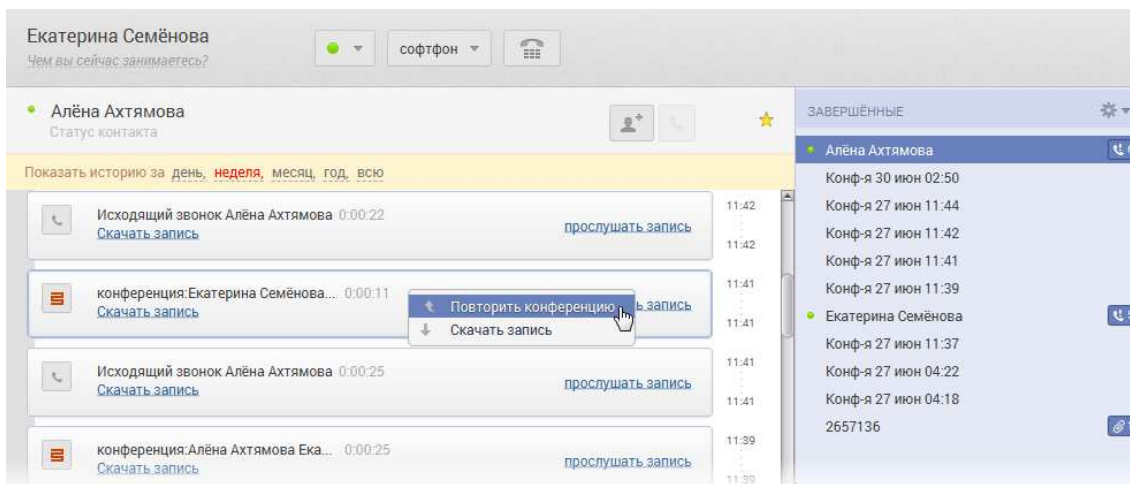 Екатерина Семёнова
Чем вы сейчас занимаетесь?
софтфон
Алёна Ахтямова
Статус контакта
Показать историю за день, неделя, месяц, год, всю
Исходящий звонок Алёна Ахтямова 0:00:22
Скачать запись
прослушать запись
11:42
11:42
конференция:Екатерина Семёнова... 0:00:11
Скачать запись
ь запись
11:41
11:41
Повторить конференцию
Скачать запись
Исходящий звонок Алёна Ахтямова 0:00:25
Скачать запись
прослушать запись
11:41
11:41
конференция:Алёна Ахтямова Ека... 0:00:25
Скачать запись
прослушать запись
11:39
11:39
ЗАВЕРШЁННЫЕ
Алёна Ахтямова
Конф-я 30 июн 02:50
Конф-я 27 июн 11:44
Конф-я 27 июн 11:42
Конф-я 27 июн 11:41
Конф-я 27 июн 11:39
Екатерина Семёнова
Конф-я 27 июн 11:37
Конф-я 27 июн 04:22
Конф-я 27 июн 04:18
2657136